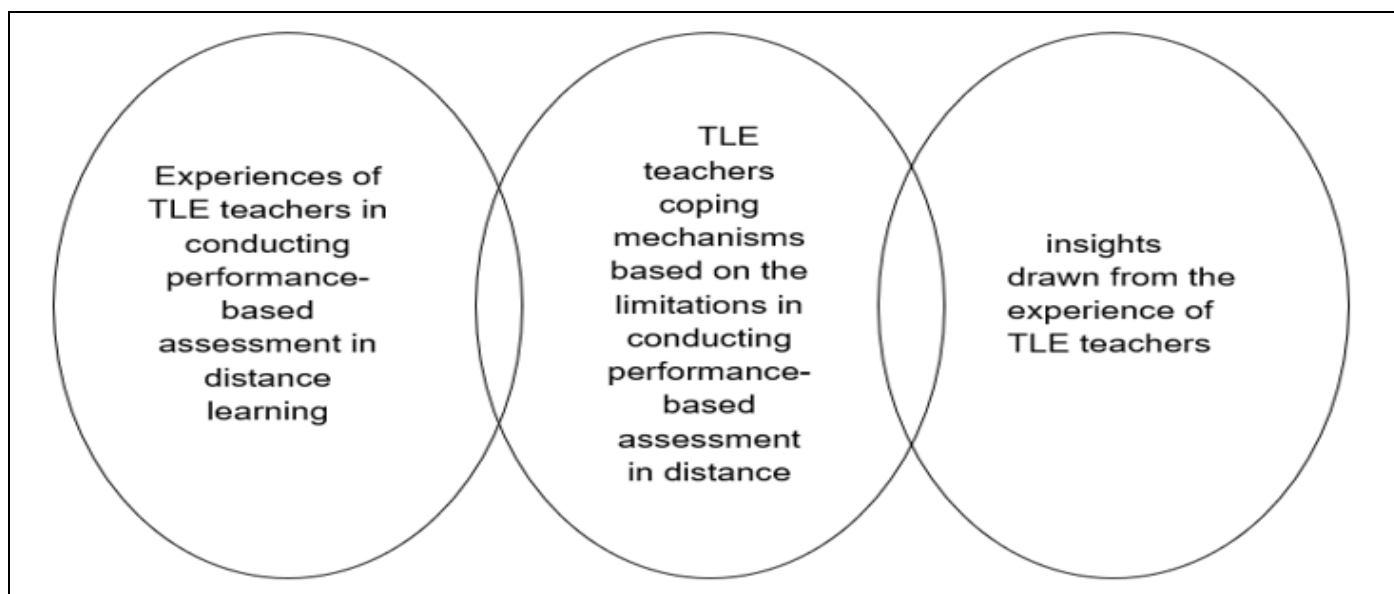 Experiences of
TLE teachers in
conducting
performance-
based
assessment in
distance
learning
TLE
teachers
coping
mechanisms
based on the
limitations in
conducting
performance-
based
assessment
in distance
insights
drawn from the
experience of
TLE teachers